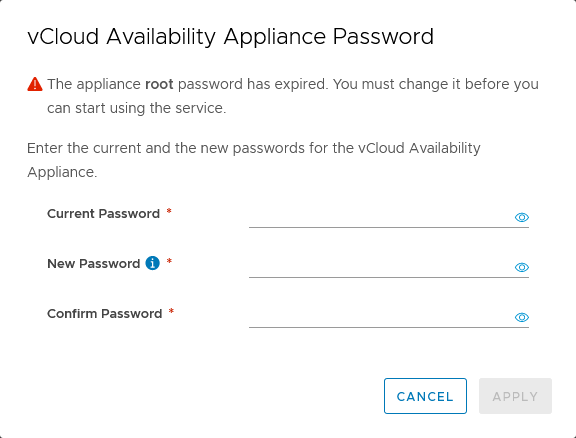 vCloud Availability Appliance Password
The appliance root password has expired. You must change it before you
can start using the service.
Enter the current and the new passwords for the vCloud Availability
Appliance.
Current Password *
New Password *
Confirm Password *
CANCEL APPLY